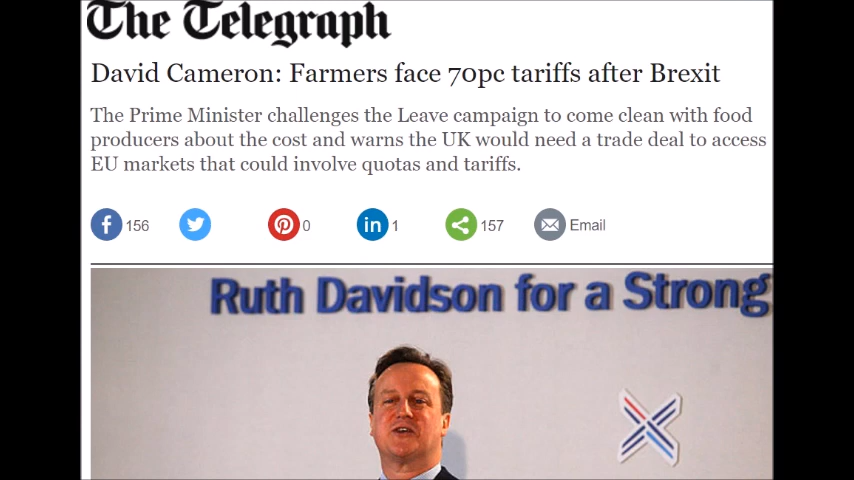 The Telegraph
David Cameron: Farmers face 70pc tariffs after Brexit
The Prime Minister challenges the Leave campaign to come clean with food
producers about the cost and warns the UK would need a trade deal to access
EU markets that could involve quotas and tariffs.
156 0 in 1 157 Email
Ruth Davidson for a Strong